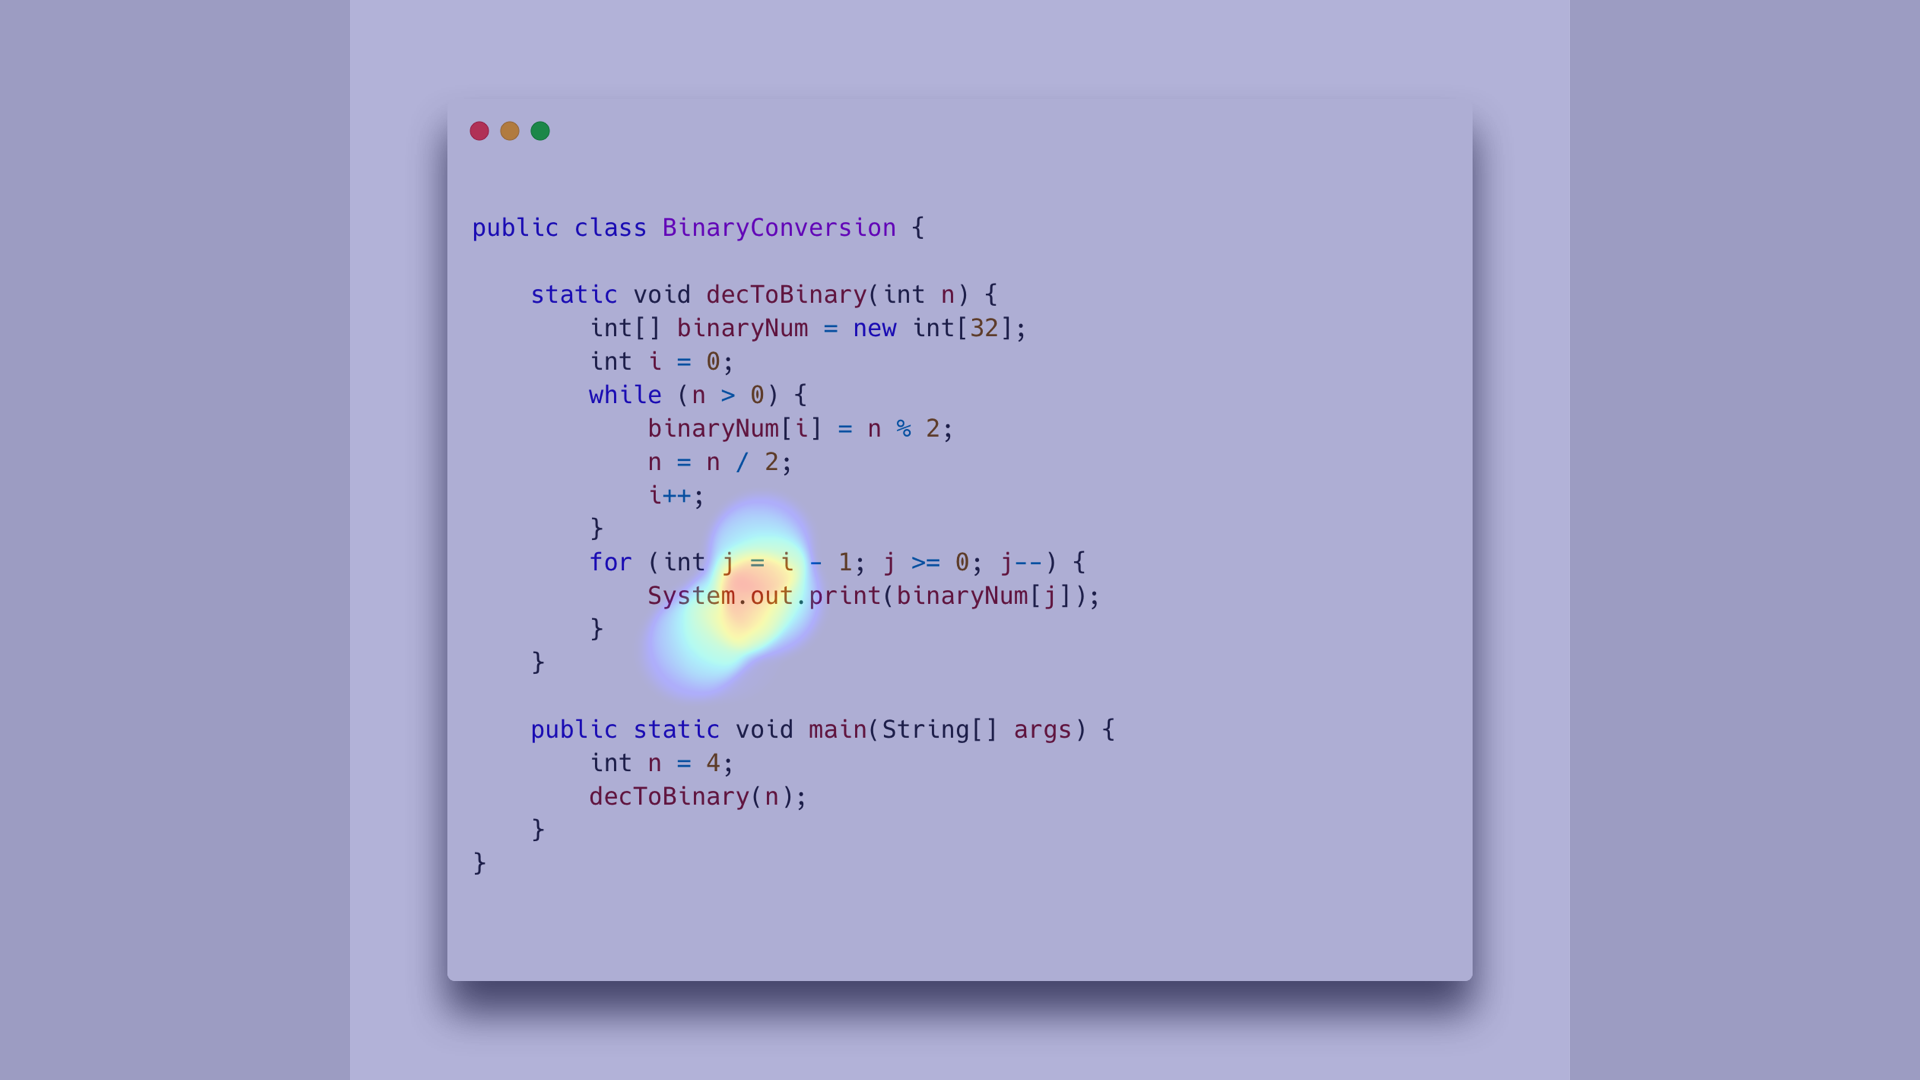 public class BinaryConversion {
static void decToBinary(int n) {
int[] binaryNum = new int[32];
int i = 0;
while (n > 0) {
binaryNum[i] = n % 2;
n = n / 2;
i++;
}
for (int j = i - 1; j >= 0; j--) {
System.out.print(binaryNum[j]);
}
}
public static void main(String[] args) {
int n = 4;
decToBinary(n);
}
}